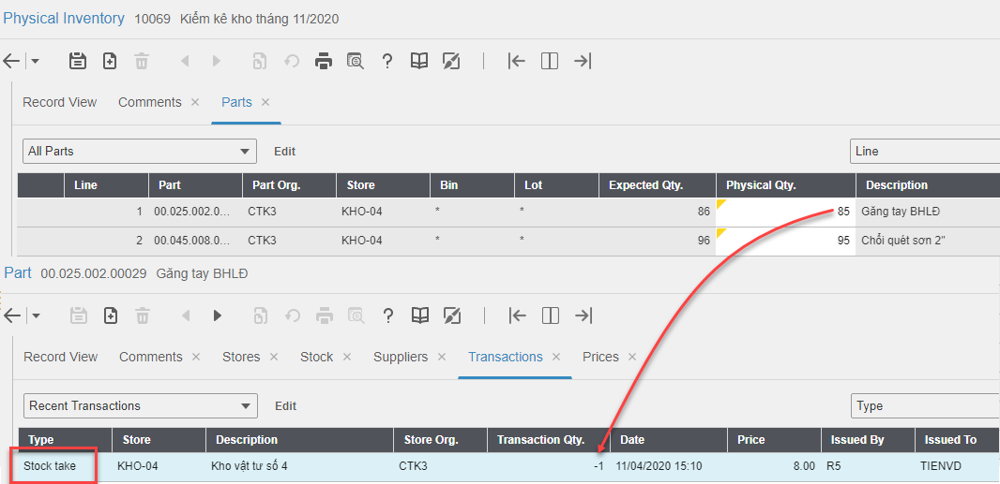 Physical Inventory 10069 Kiểm kê kho tháng 11/2020
Record View Comments × Parts ×
All Parts Edit Line
Line Part Part Org. Store Bin Lot Expected Qty. Physical Qty. Description
1 00.025.002.0... CTK3 KHO-04 * * 86 85 Găng tay BHLĐ
2 00.045.008.0... CTK3 KHO-04 * * 96 95 Chổi quét sơn 2"
Part 00.025.002.00029 Găng tay BHLĐ
Record View Comments × Stores × Stock × Suppliers × Transactions × Prices ×
Recent Transactions Edit Type
Type Store Description Store Org. Transaction Qty. Date Price Issued By Issued To
Stock take KHO-04 Kho vật tư số 4 CTK3 -1 11/04/2020 15:10 8.00 R5 TIENVD